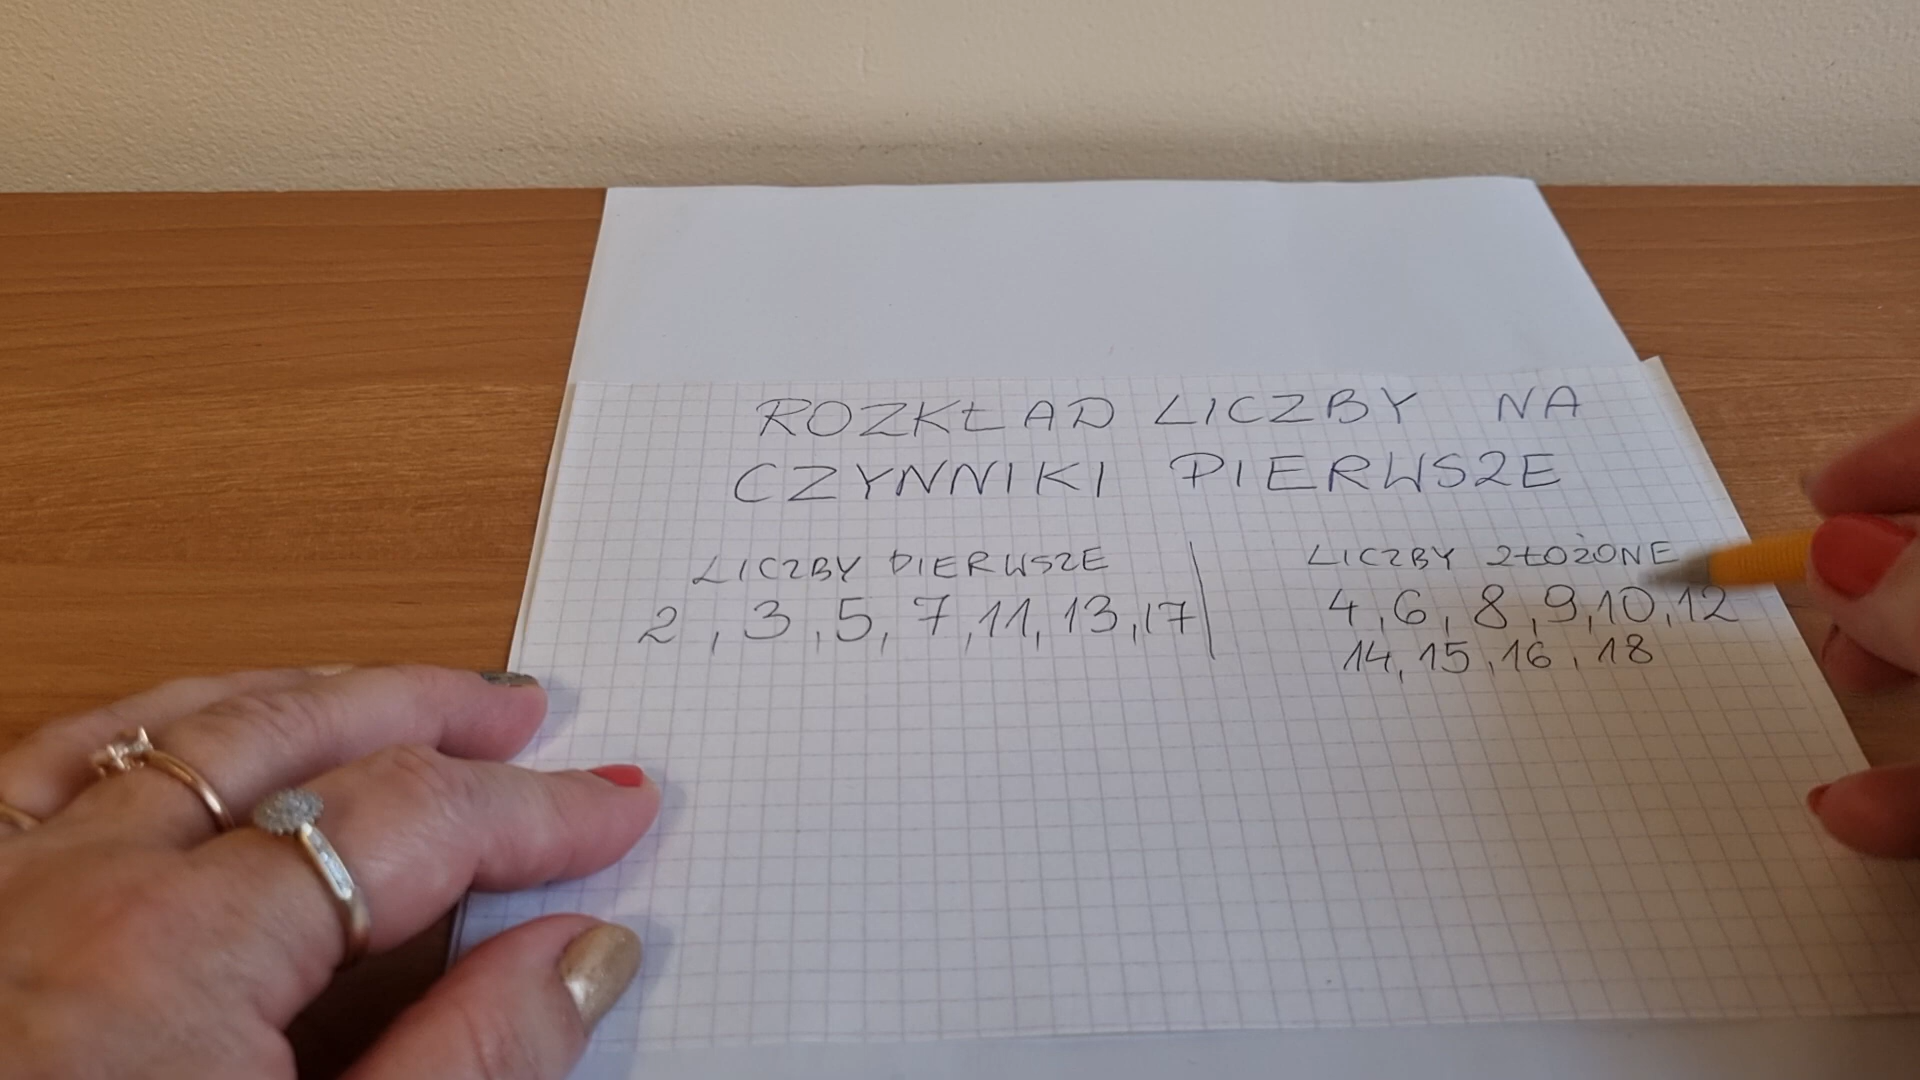 ROZKŁAD LICZBY NA
CZYNNIKI PIERWSZE
LICZBY PIERWSZE
2, 3, 5, 7, 11, 13, 17
LICZBY ZŁOŻONE
4, 6, 8, 9, 10, 12
14, 15, 16, 18